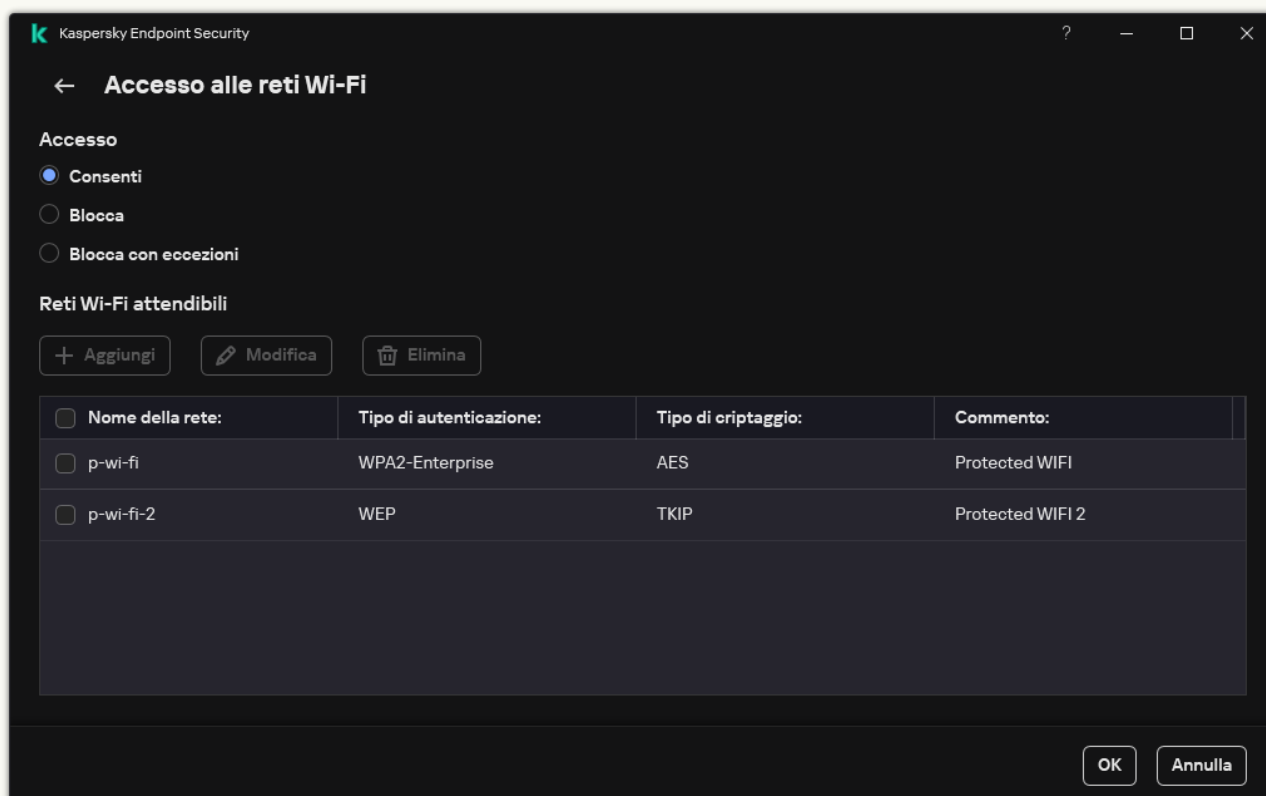 Kaspersky Endpoint Security ?
Accesso alle reti Wi-Fi
Accesso
Consenti
Blocca
Blocca con eccezioni
Reti Wi-Fi attendibili
Aggiungi Modifica Elimina
Nome della rete: Tipo di autenticazione: Tipo di criptaggio: Commento:
p-wi-fi WPA2-Enterprise AES Protected WIFI
p-wi-fi-2 WEP TKIP Protected WIFI 2
OK Annulla